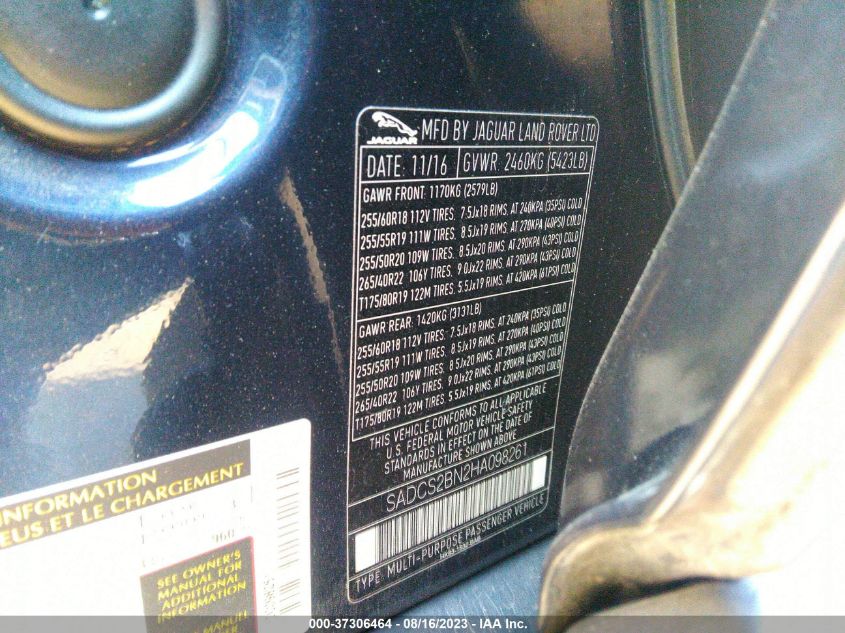 JAGUAR MFD BY JAGUAR LAND ROVER LTD
DATE: 11/16 GVWR: 2460KG (5423LB)
GAWR FRONT: 1170KG (2579LB)
255/60R18 112V TIRES. 7.5Jx18 RIMS. AT 240KPA (35PSI) COLD
255/55R19 111W TIRES. 8.5Jx19 RIMS. AT 270KPA (40PSI) COLD
255/50R20 109W TIRES. 8.5Jx20 RIMS. AT 290KPA (43PSI) COLD
265/40R22 106Y TIRES. 9.0Jx22 RIMS. AT 290KPA (43PSI) COLD
T175/80R19 122M TIRES. 5.5Jx19 RIMS. AT 420KPA (61PSI) COLD
GAWR REAR: 1420KG (3131LB)
255/60R18 112V TIRES. 7.5Jx18 RIMS. AT 240KPA (35PSI) COLD
255/55R19 111W TIRES. 8.5Jx19 RIMS. AT 270KPA (40PSI) COLD
255/50R20 109W TIRES. 8.5Jx20 RIMS. AT 290KPA (43PSI) COLD
265/40R22 106Y TIRES. 9.0Jx22 RIMS. AT 290KPA (43PSI) COLD
T175/80R19 122M TIRES. 5.5Jx19 RIMS. AT 420KPA (61PSI) COLD
THIS VEHICLE CONFORMS TO ALL APPLICABLE
U.S. FEDERAL MOTOR VEHICLE SAFETY
STANDARDS IN EFFECT ON THE DATE OF
MANUFACTURE SHOWN ABOVE
SADCS2BN2HA098261
TYPE: MULTI-PURPOSE PASSENGER VEHICLE
INFORMATION
EUS ET LE CHARGEMENT
960
SEE OWNER'S
MANUAL FOR
ADDITIONAL
INFORMATION
MANUEL
000-37306464 - 08/16/2023 - IAA Inc.